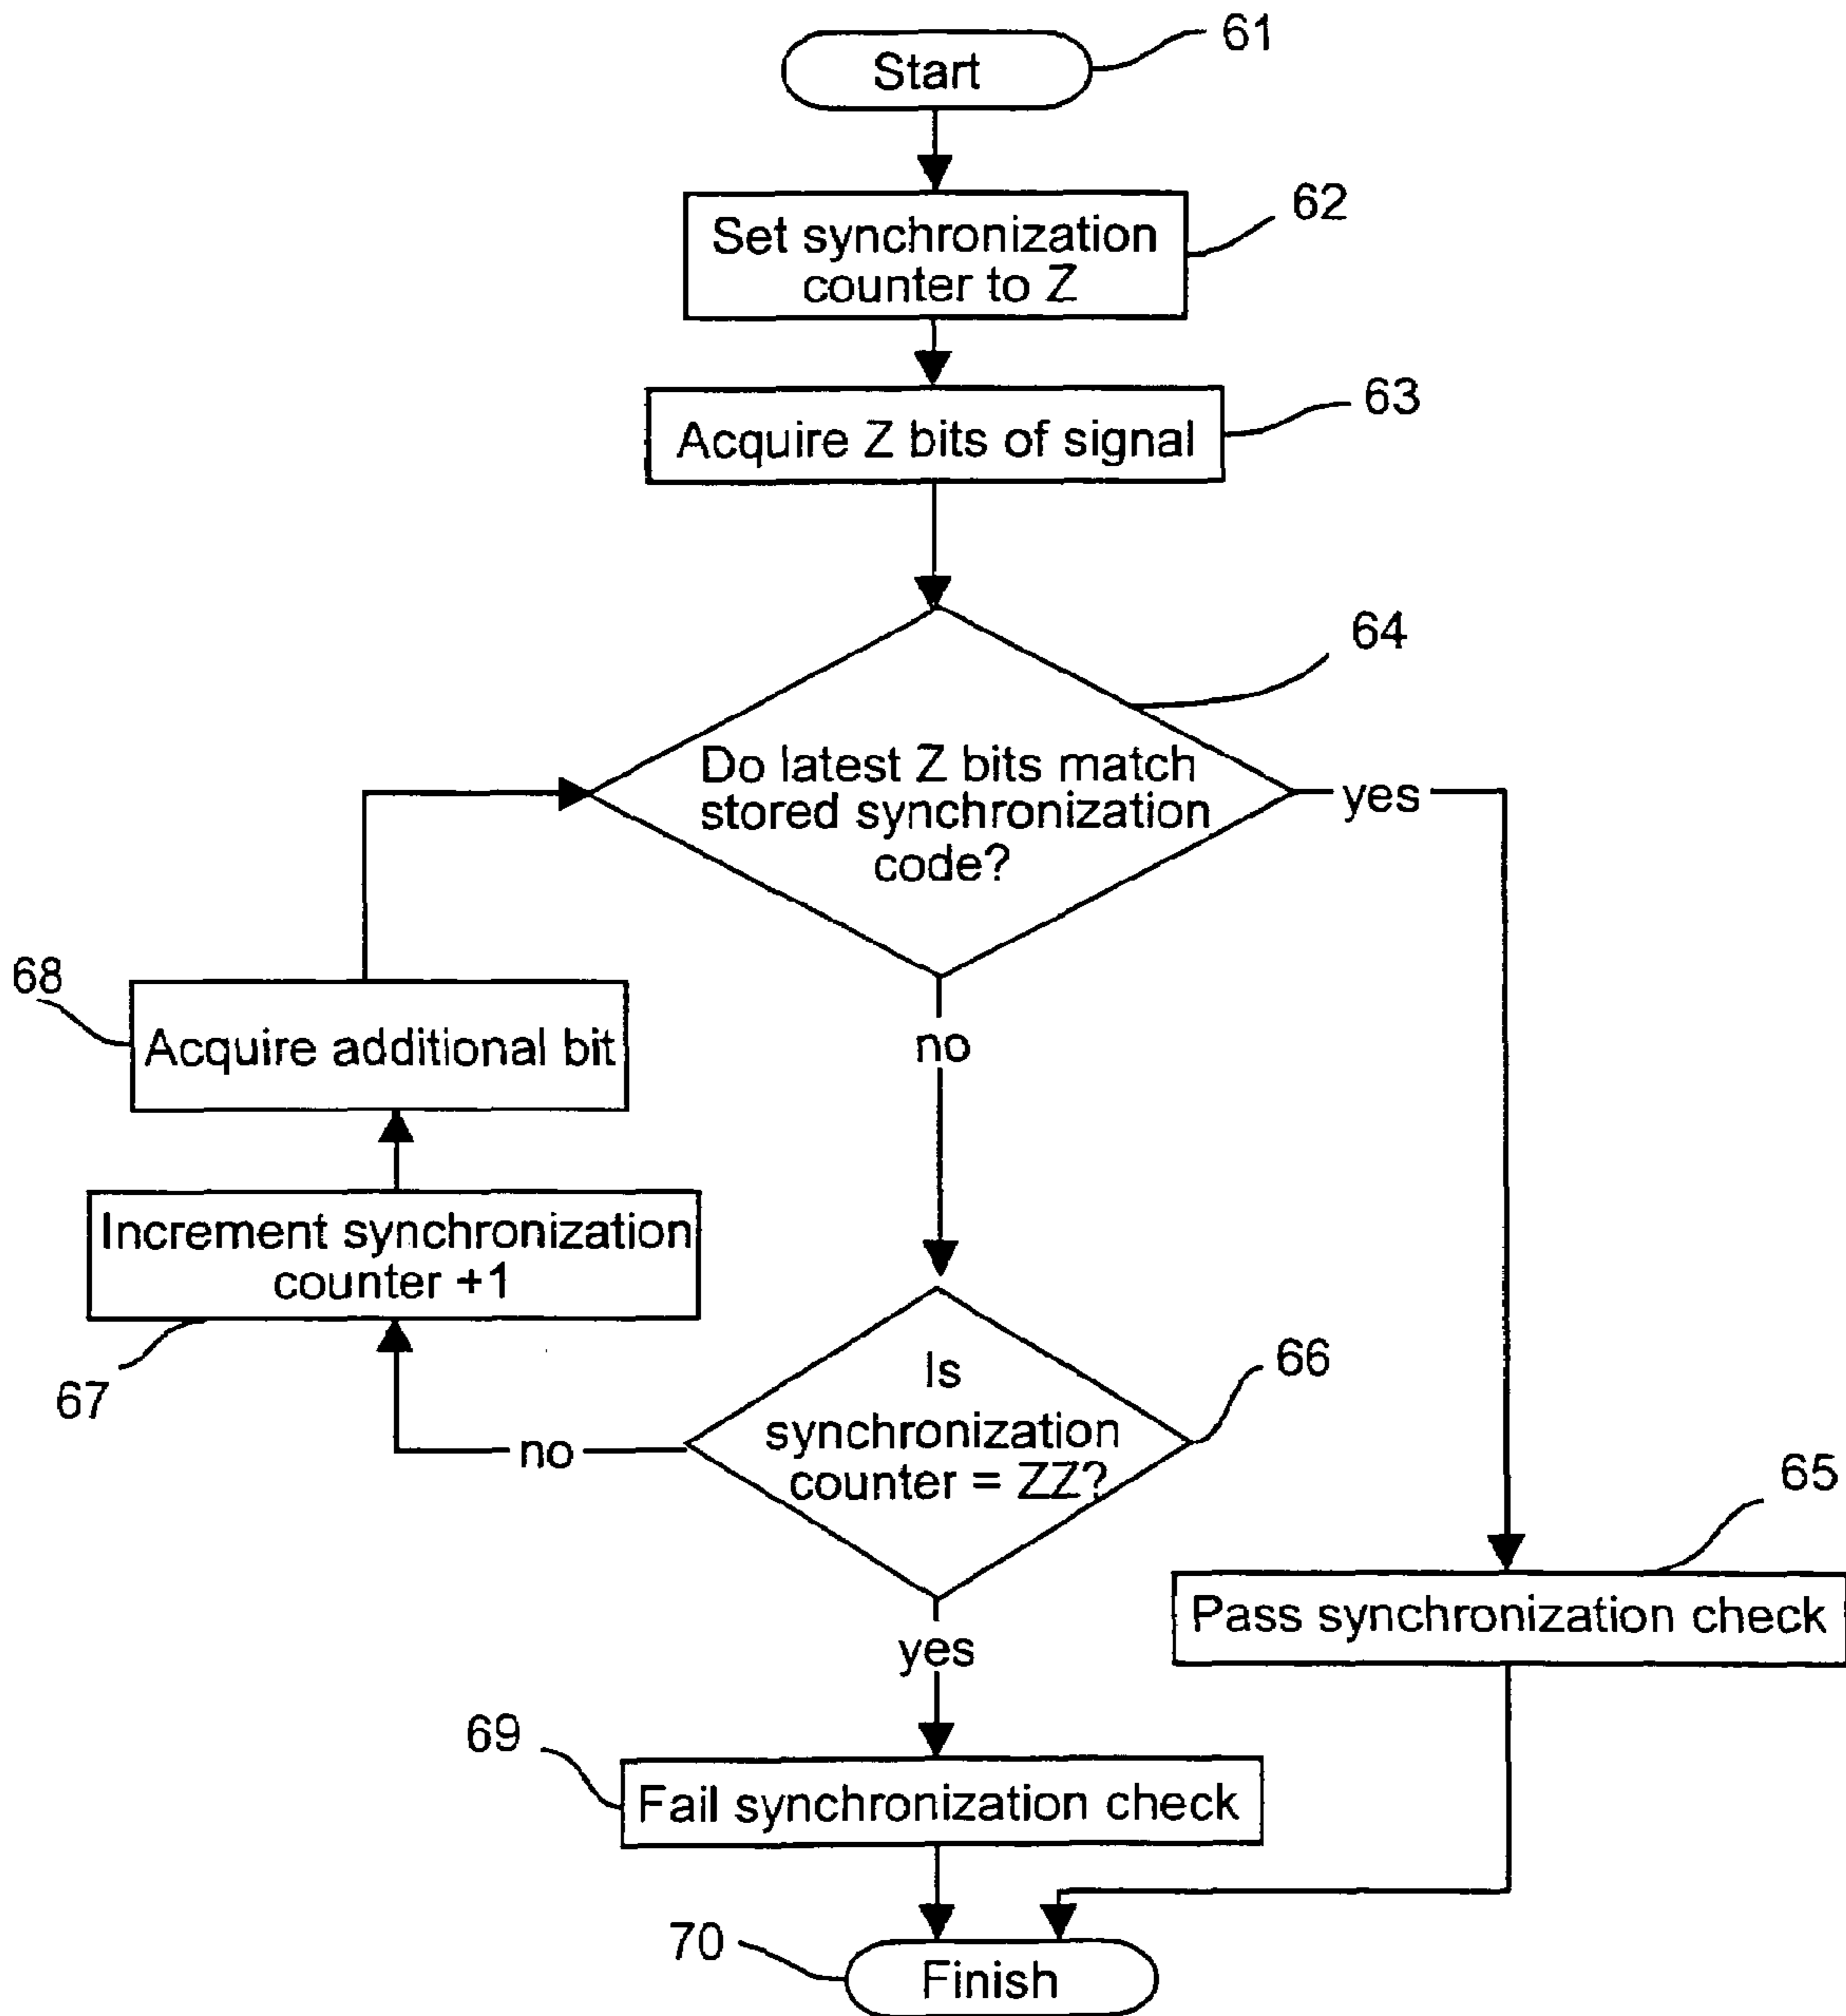 61
Start
62
Set synchronization
counter to Z
63
Acquire Z bits of signal
64
Do latest Z bits match
stored synchronization
code?
yes
68
Acquire additional bit
no
Increment synchronization
counter +1
67
66
Is
synchronization
counter = ZZ?
no
65
Pass synchronization check
yes
69
Fail synchronization check
70
Finish